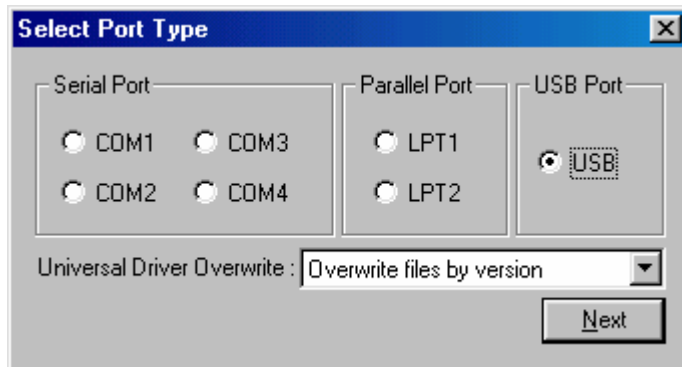 Select Port Type
Serial Port
COM1 COM3
COM2 COM4
Parallel Port
LPT1
LPT2
USB Port
USB
Universal Driver Overwrite : Overwrite files by version
Next